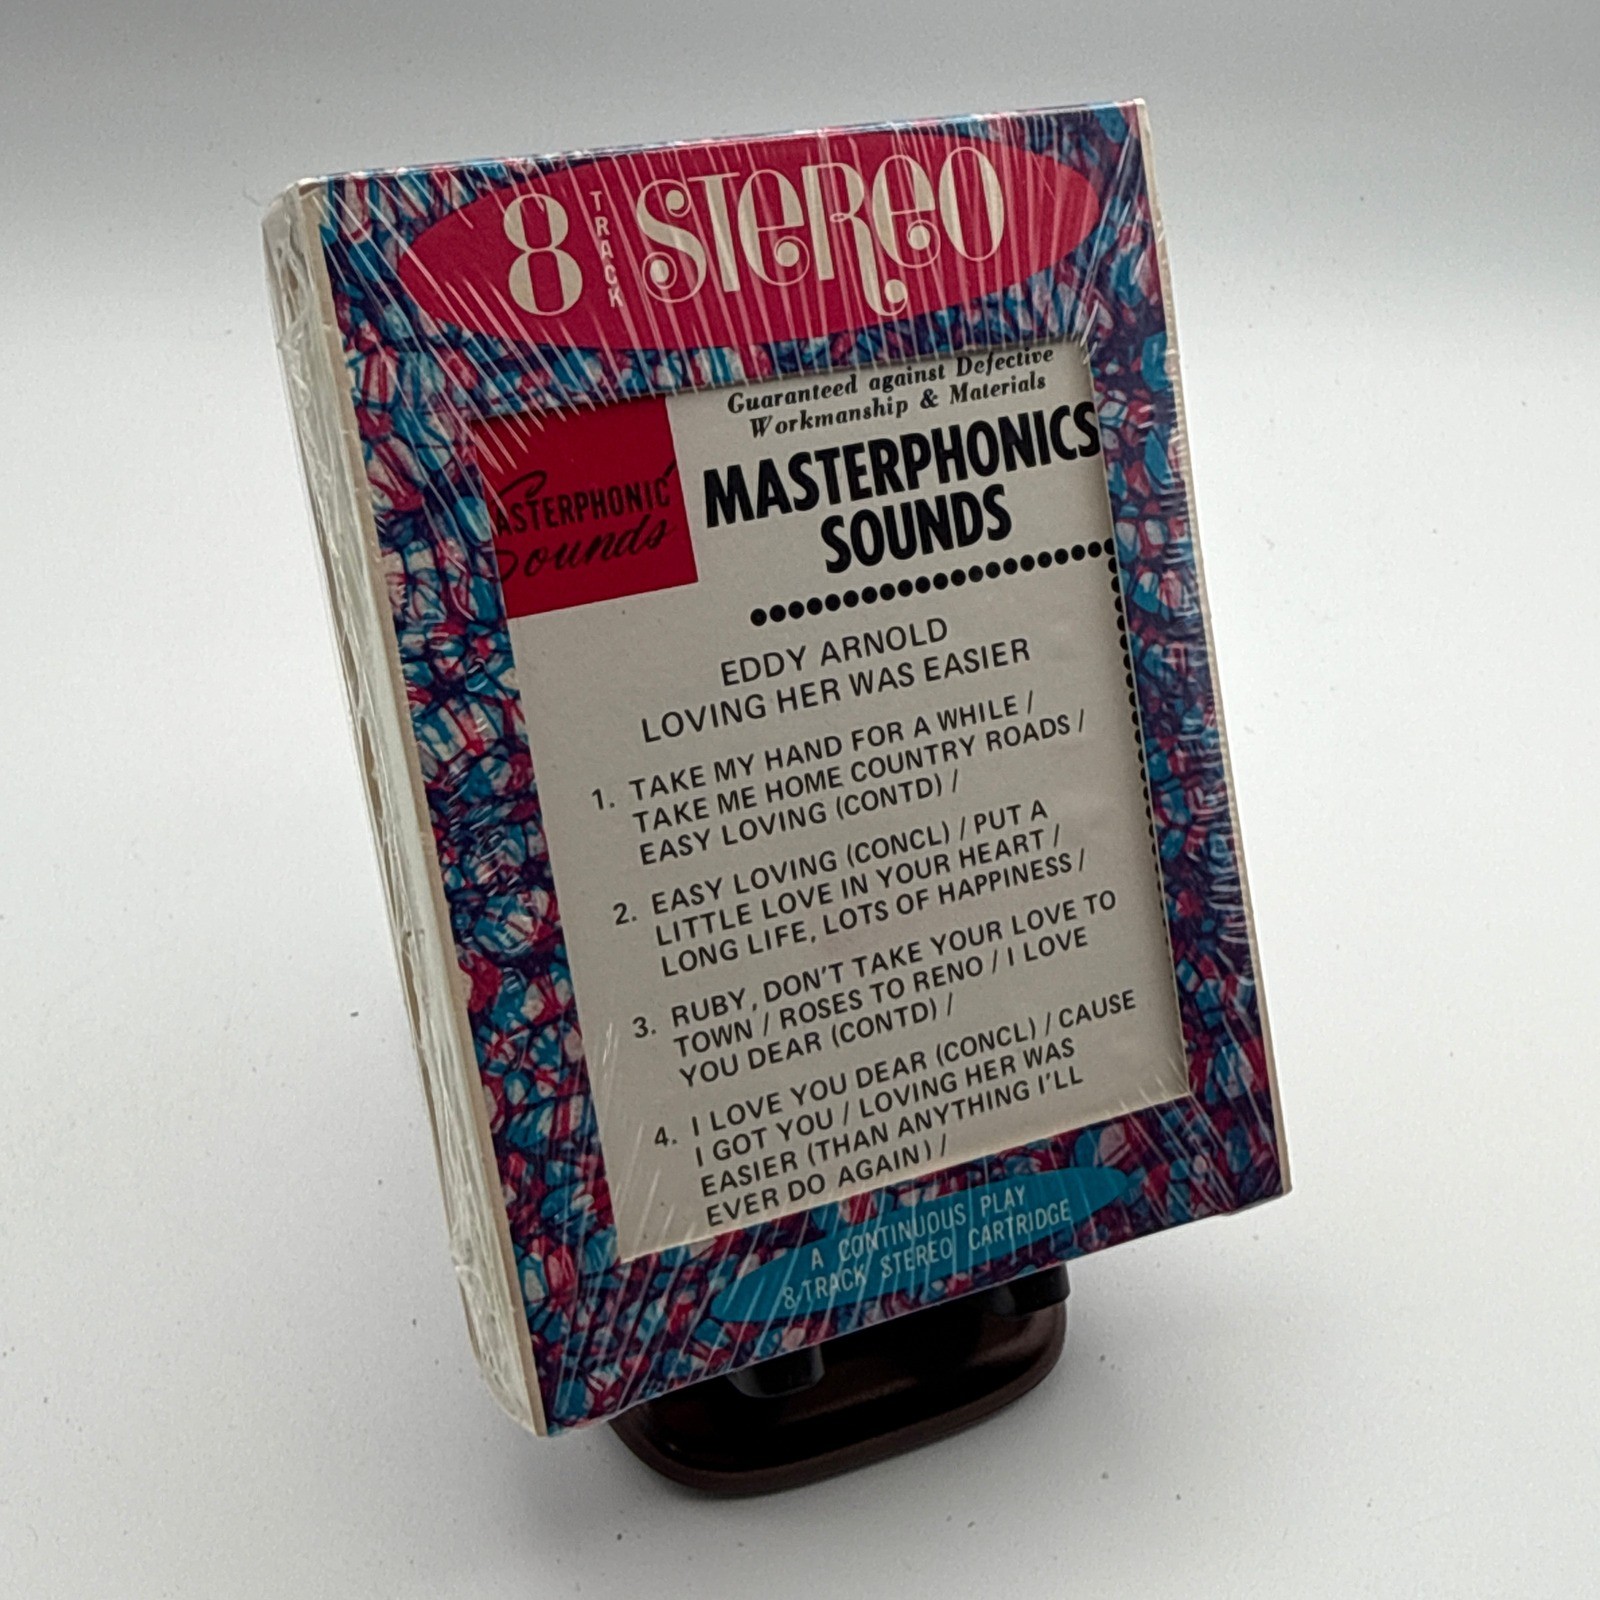 8 TRACK STEREO
Guaranteed against Defective
Workmanship & Materials
ASTERPHONIC
Sounds
MASTERPHONICS
SOUNDS
EDDY ARNOLD
LOVING HER WAS EASIER
1. TAKE MY HAND FOR A WHILE /
TAKE ME HOME COUNTRY ROADS /
EASY LOVING (CONTD) /
2. EASY LOVING (CONCL) / PUT A
LITTLE LOVE IN YOUR HEART /
LONG LIFE, LOTS OF HAPPINESS /
3. RUBY, DON'T TAKE YOUR LOVE TO
TOWN / ROSES TO RENO / I LOVE
YOU DEAR (CONTD) /
4. I LOVE YOU DEAR (CONCL) / CAUSE
I GOT YOU / LOVING HER WAS
EASIER (THAN ANYTHING I'LL
EVER DO AGAIN) /
A CONTINUOUS PLAY
8-TRACK STEREO CARTRIDGE